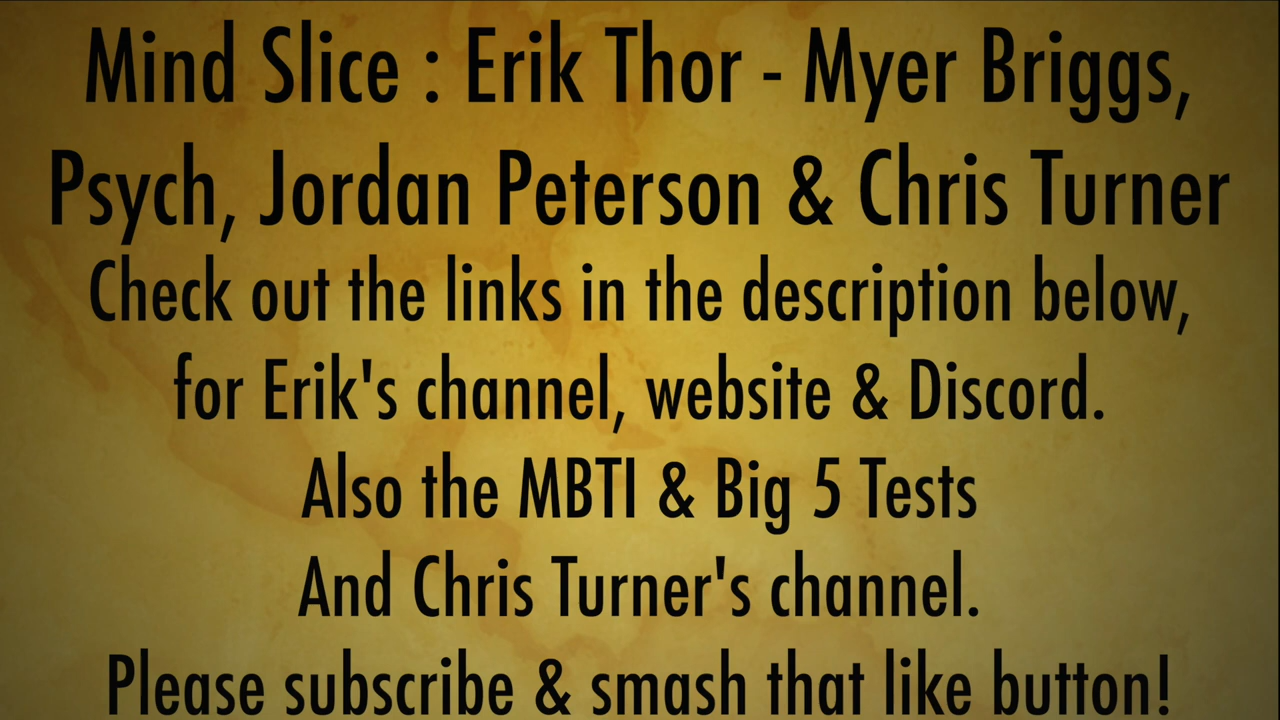 Mind Slice : Erik Thor - Myer Briggs,
Psych, Jordan Peterson & Chris Turner
Check out the links in the description below,
for Erik's channel, website & Discord.
Also the MBTI & Big 5 Tests
And Chris Turner's channel.
Please subscribe & smash that like button!